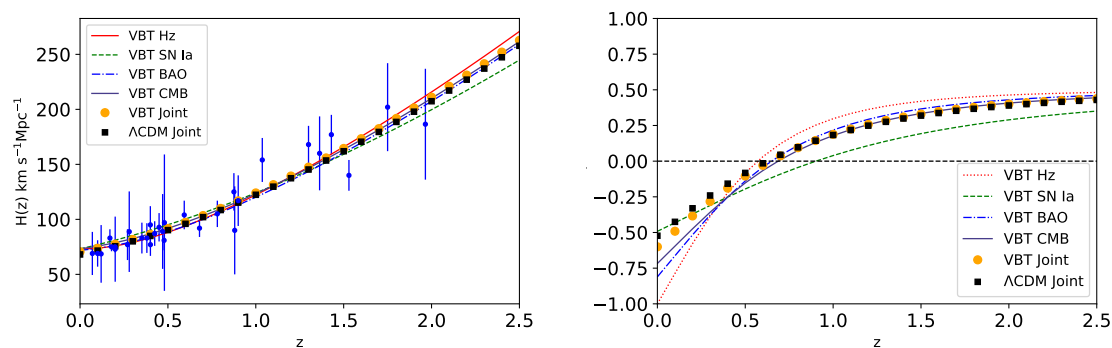 H(z) km s⁻¹Mpc⁻¹
250
200
150
100
50
0.0 0.5 1.0 1.5 2.0 2.5
z
VBT Hz
VBT SN Ia
VBT BAO
VBT CMB
VBT Joint
ΛCDM Joint
1.00
0.75
0.50
0.25
0.00
−0.25
−0.50
−0.75
−1.00
0.0 0.5 1.0 1.5 2.0 2.5
z
VBT Hz
VBT SN Ia
VBT BAO
VBT CMB
VBT Joint
ΛCDM Joint